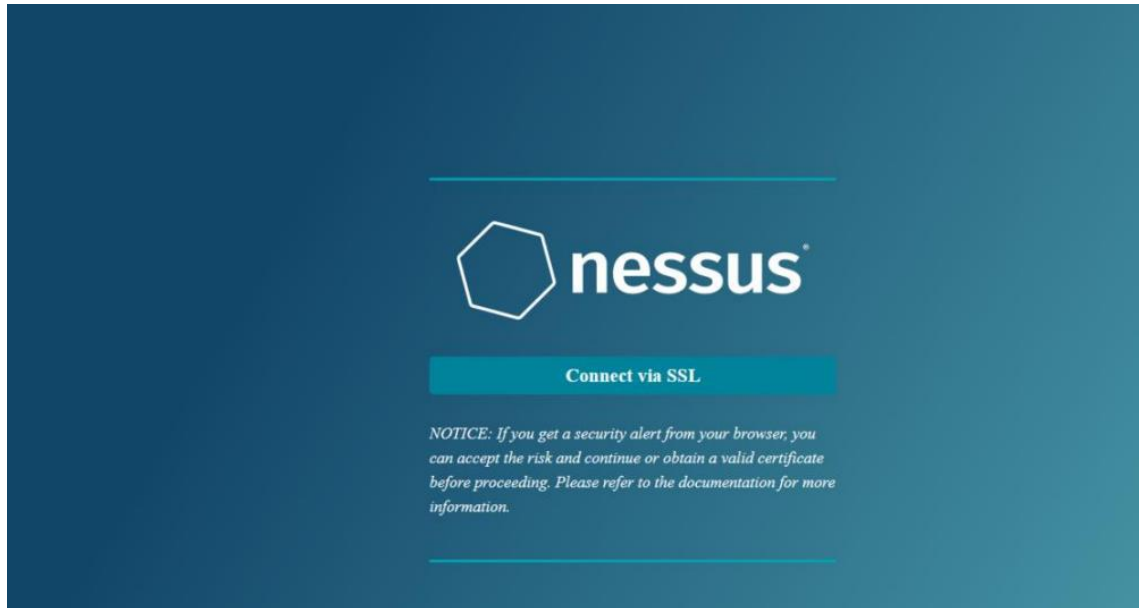 nessus®
Connect via SSL
NOTICE: If you get a security alert from your browser, you
can accept the risk and continue or obtain a valid certificate
before proceeding. Please refer to the documentation for more
information.